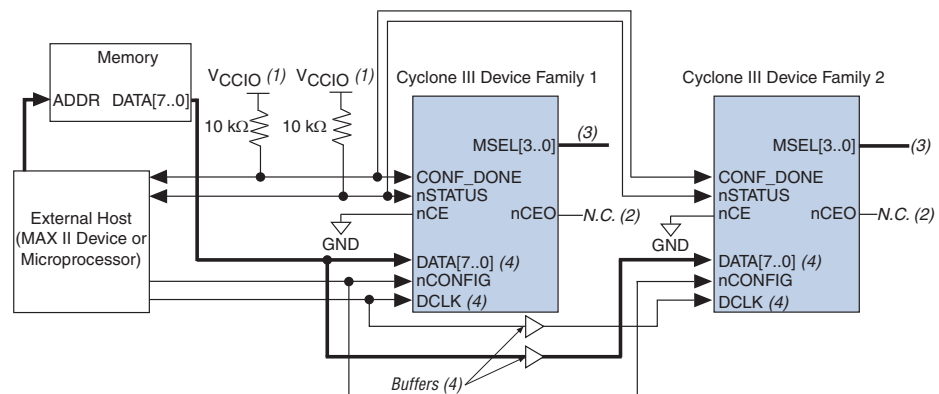 Memory
ADDR DATA[7..0]
VCCIO (1) VCCIO (1)
10 kΩ 10 kΩ
Cyclone III Device Family 1
MSEL[3..0] (3)
CONF_DONE
nSTATUS
nCE nCEO N.C. (2)
GND
DATA[7..0] (4)
nCONFIG
DCLK (4)
Cyclone III Device Family 2
MSEL[3..0] (3)
CONF_DONE
nSTATUS
nCE nCEO N.C. (2)
GND
DATA[7..0] (4)
nCONFIG
DCLK (4)
External Host
(MAX II Device or
Microprocessor)
Buffers (4)